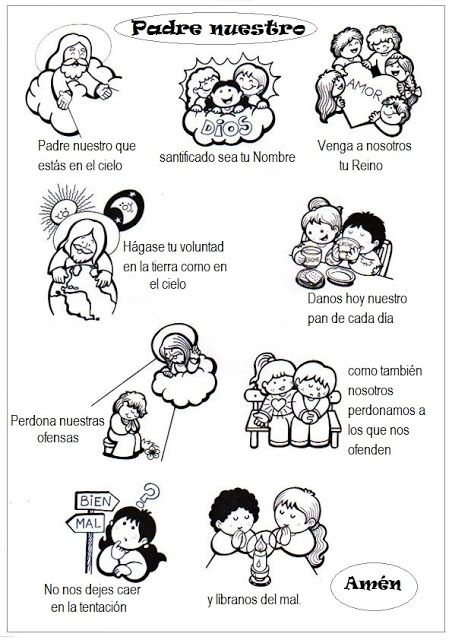 Padre nuestro
Padre nuestro que
estás en el cielo
DIOS
santificado sea tu Nombre
AMOR
Venga a nosotros
tu Reino
Hágase tu voluntad
en la tierra como en
el cielo
Danos hoy nuestro
pan de cada día
Perdona nuestras
ofensas
como también
nosotros
perdonamos a
los que nos
ofenden
BIEN
MAL
?
No nos dejes caer
en la tentación
y libranos del mal.
Amén